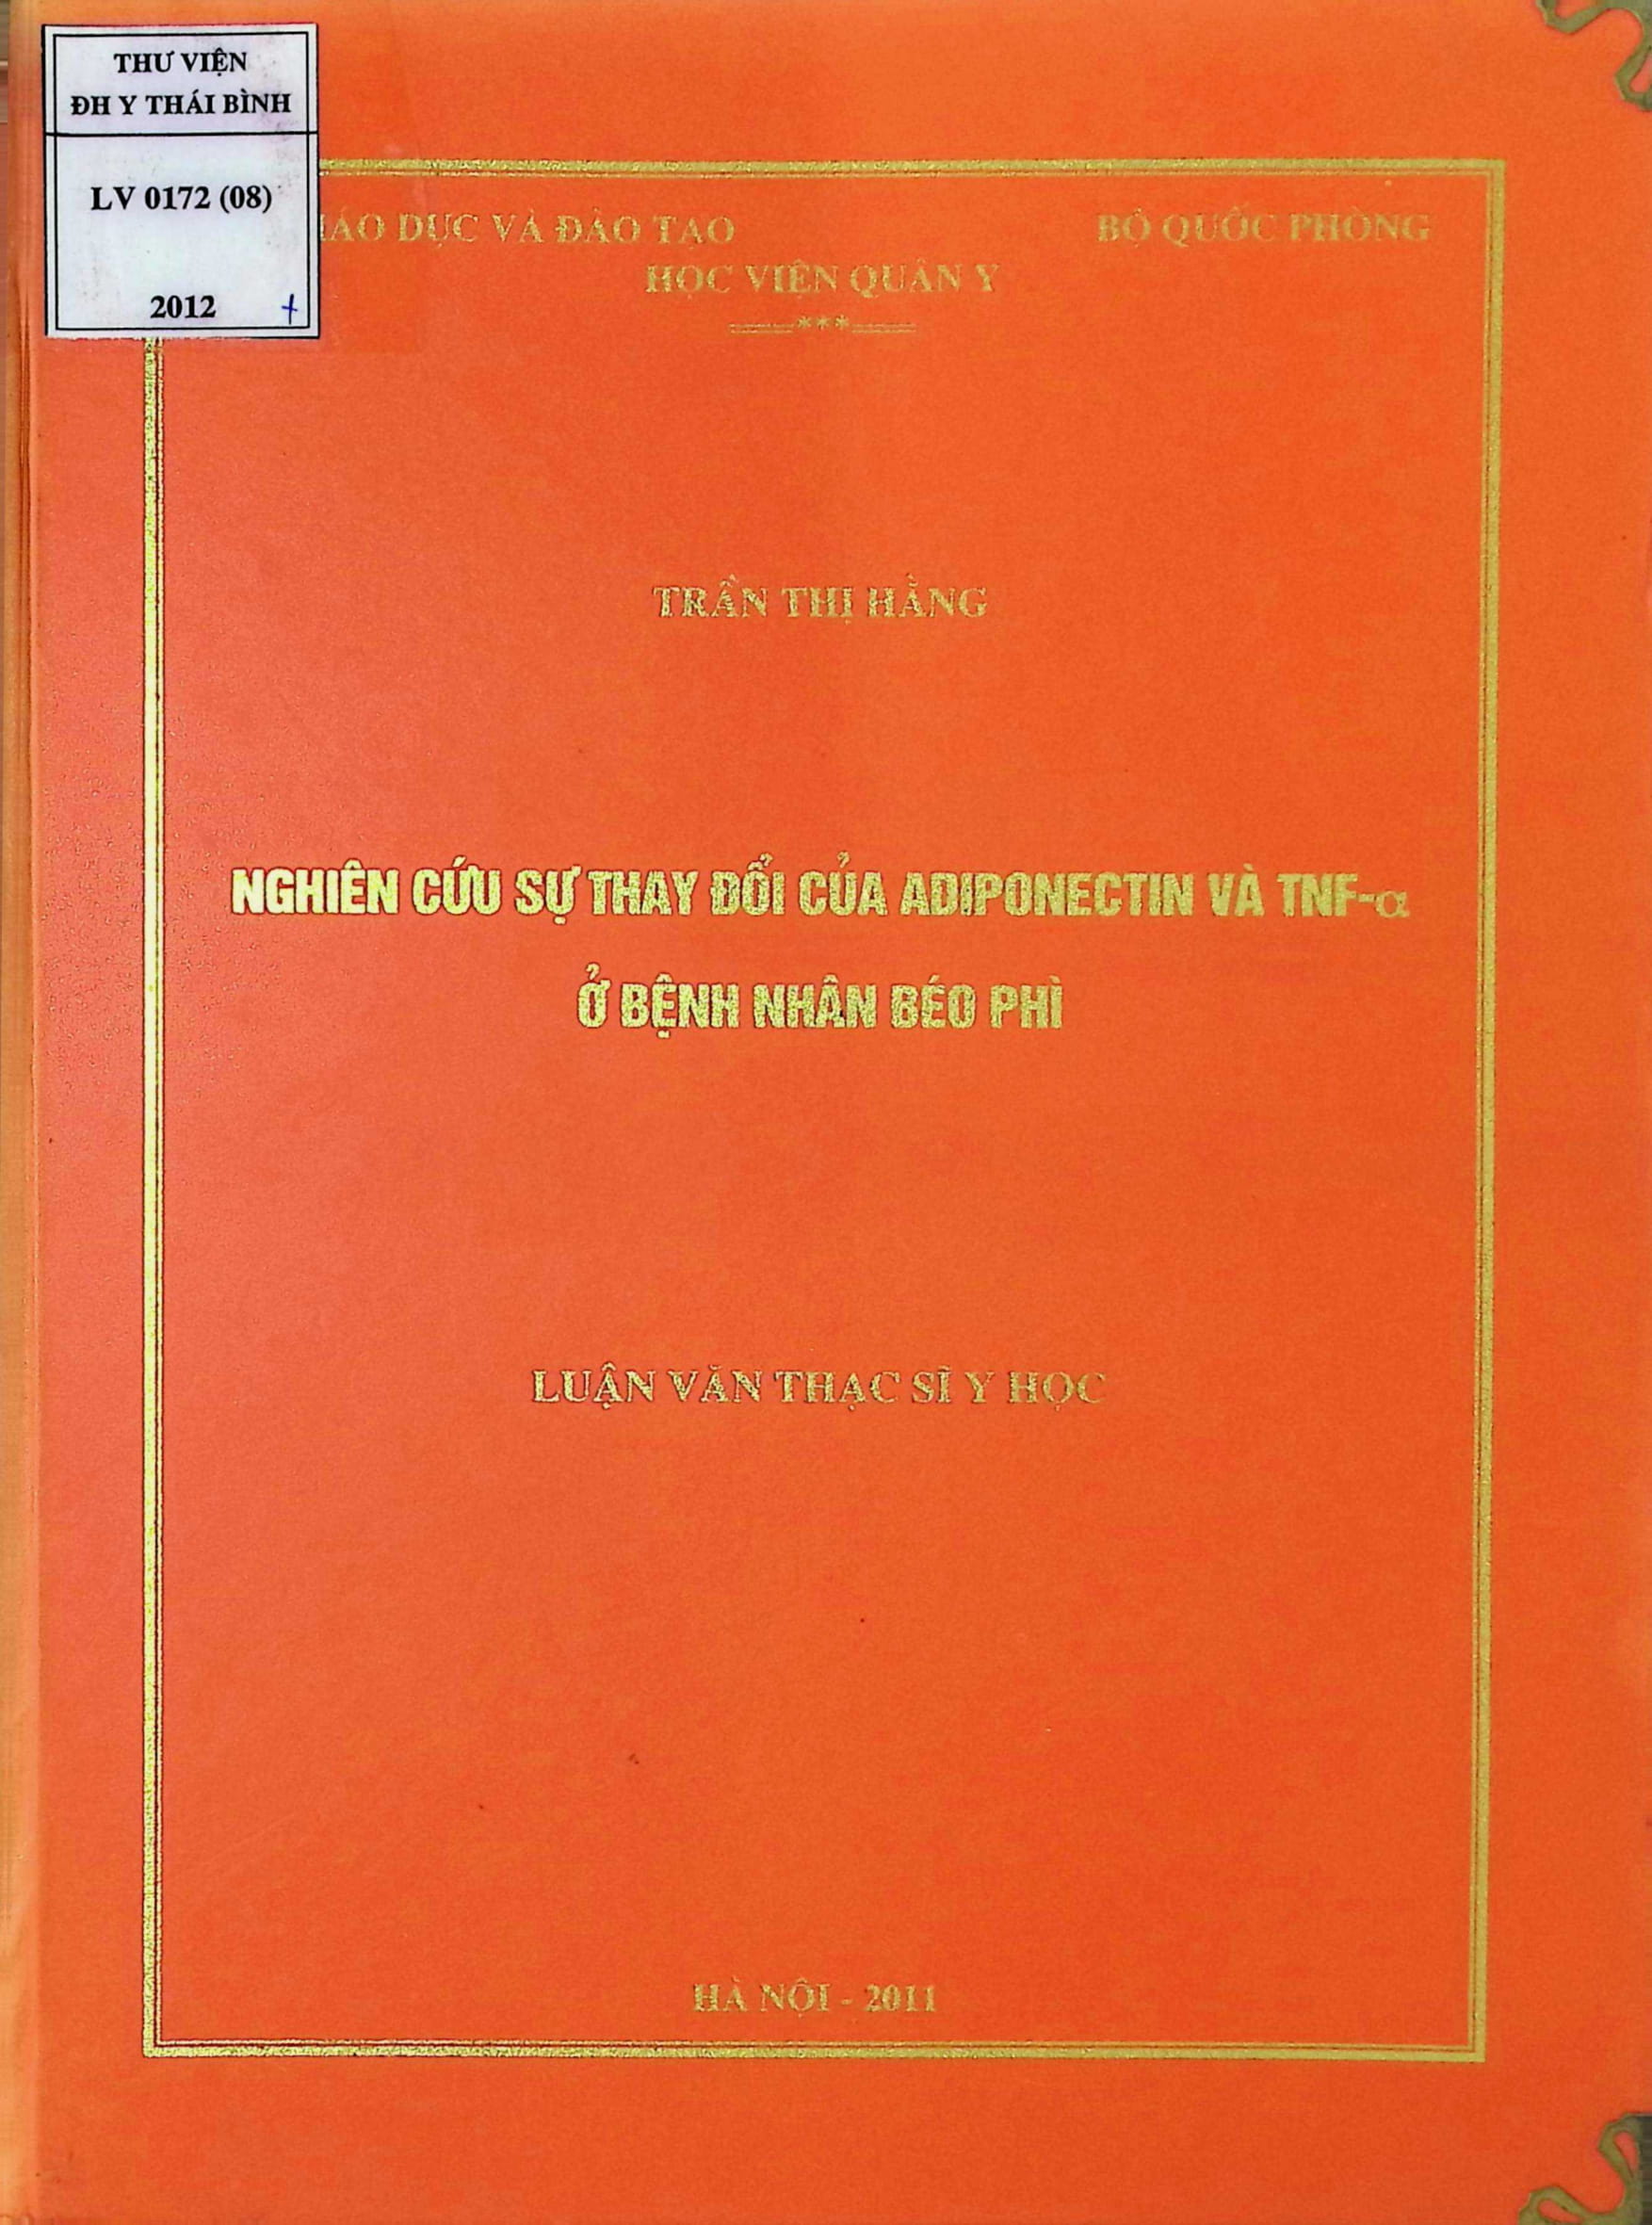 THƯ VIỆN
ĐH Y THÁI BÌNH
LV 0172 (08)
2012 +
IÁO DỤC VÀ ĐÀO TẠO BỘ QUỐC PHÒNG
HỌC VIỆN QUÂN Y
***
TRẦN THỊ HẰNG
NGHIÊN CỨU SỰ THAY ĐỔI CỦA ADIPONECTIN VÀ TNF-α
Ở BỆNH NHÂN BÉO PHÌ
LUẬN VĂN THẠC SĨ Y HỌC
HÀ NỘI - 2011